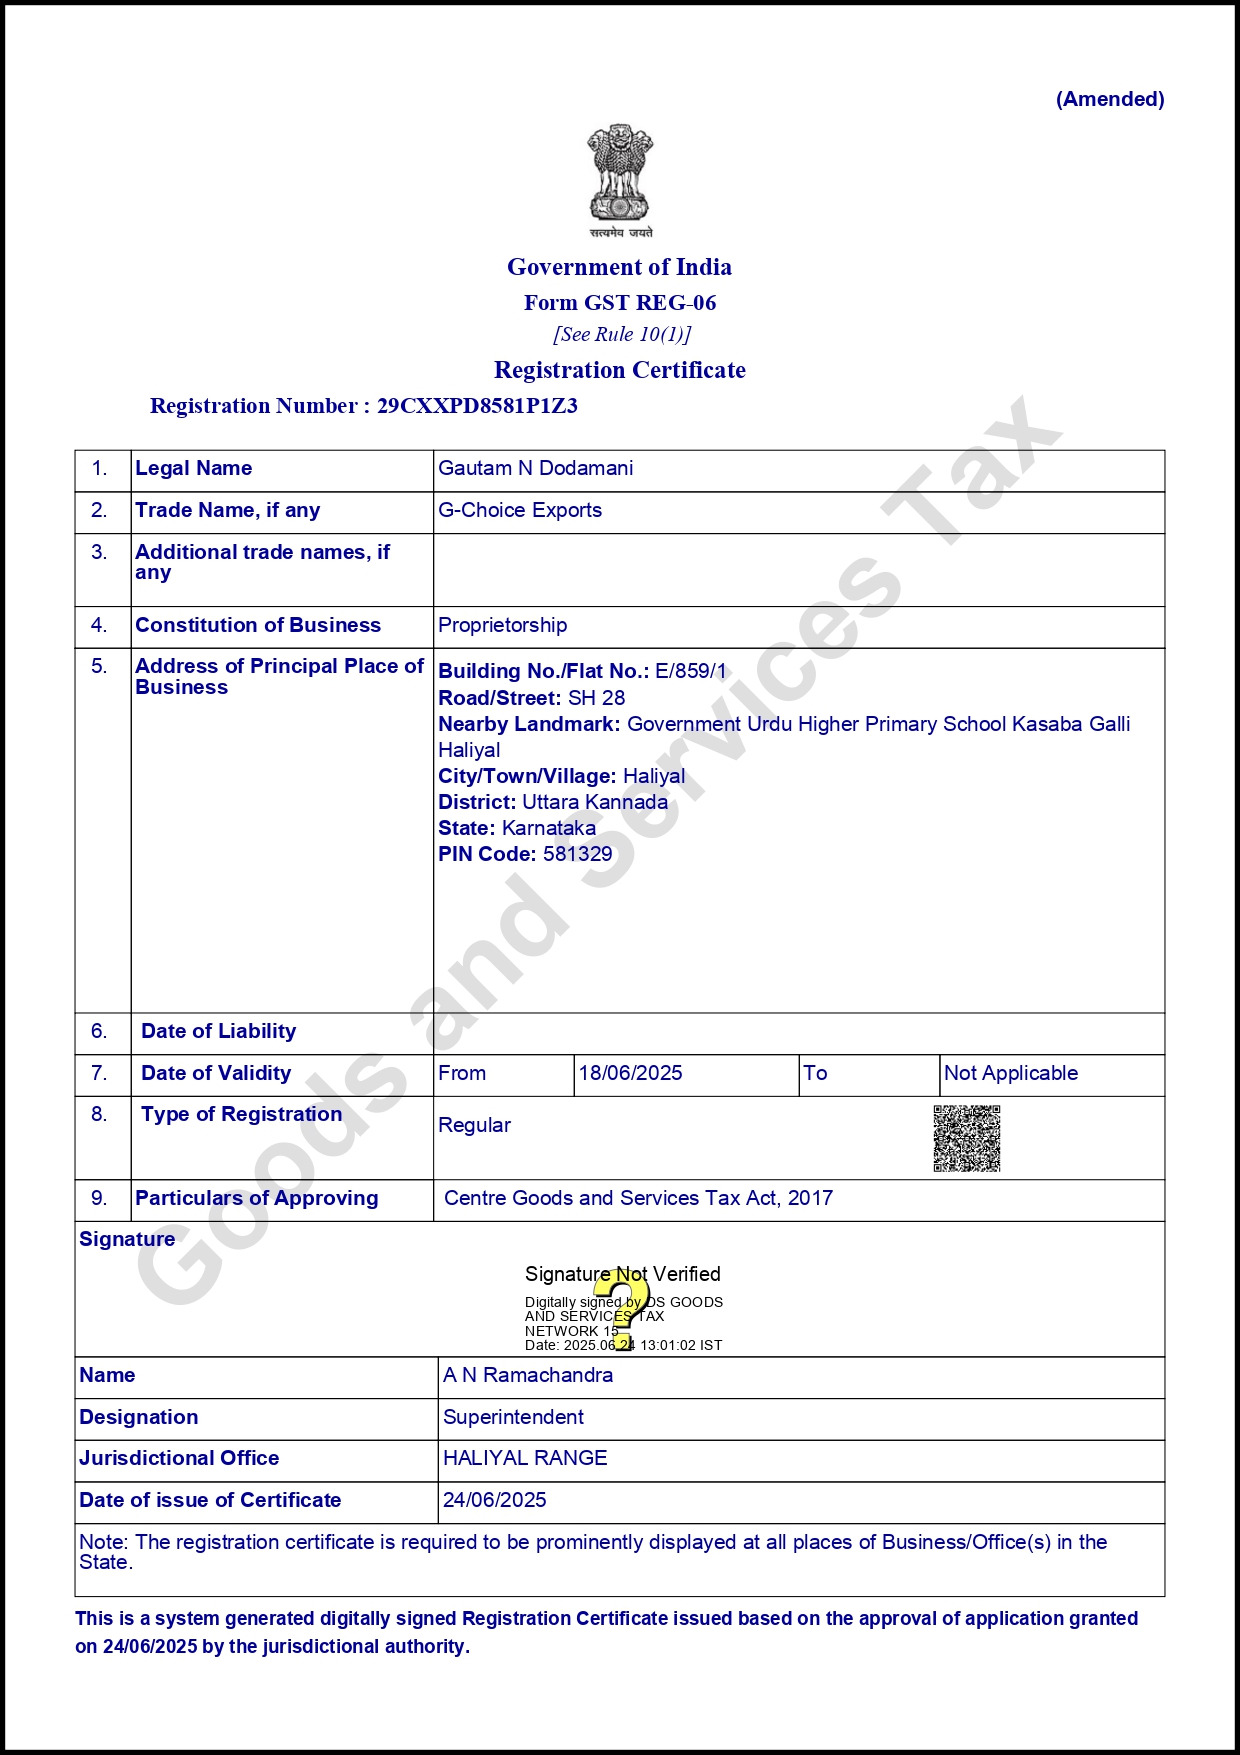 (Amended)
सत्यमेव जयते
Government of India
Form GST REG-06
[See Rule 10(1)]
Registration Certificate
Registration Number : 29CXXPD8581P1Z3
1. Legal Name Gautam N Dodamani
2. Trade Name, if any G-Choice Exports
3. Additional trade names, if
any
4. Constitution of Business Proprietorship
5. Address of Principal Place of
Business
Building No./Flat No.: E/859/1
Road/Street: SH 28
Nearby Landmark: Government Urdu Higher Primary School Kasaba Galli
Haliyal
City/Town/Village: Haliyal
District: Uttara Kannada
State: Karnataka
PIN Code: 581329
6. Date of Liability
7. Date of Validity From 18/06/2025 To Not Applicable
8. Type of Registration Regular
9. Particulars of Approving Centre Goods and Services Tax Act, 2017
Signature
Signature Not Verified
Digitally signed by DS GOODS
AND SERVICES TAX
NETWORK 15
Date: 2025.06.24 13:01:02 IST
Name A N Ramachandra
Designation Superintendent
Jurisdictional Office HALIYAL RANGE
Date of issue of Certificate 24/06/2025
Note: The registration certificate is required to be prominently displayed at all places of Business/Office(s) in the
State.
This is a system generated digitally signed Registration Certificate issued based on the approval of application granted
on 24/06/2025 by the jurisdictional authority.
Goods and Services Tax